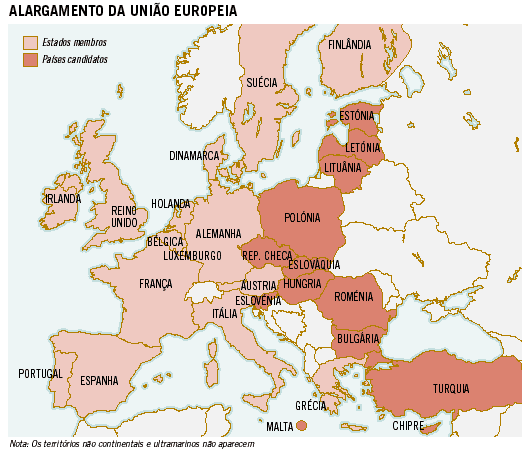 ALARGAMENTO DA UNIÃO EUROPEIA
Estados membros
Países candidatos
FINLÂNDIA
SUÉCIA
ESTÓNIA
LETÓNIA
DINAMARCA
LITUÂNIA
IRLANDA
REINO
UNIDO
HOLANDA
POLÓNIA
ALEMANHA
BÉLGICA
LUXEMBURGO
REP. CHECA
ESLOVÁQUIA
FRANÇA
ÁUSTRIA
HUNGRIA
ROMÉNIA
ESLOVÉNIA
ITÁLIA
BULGÁRIA
PORTUGAL
ESPANHA
TURQUIA
GRÉCIA
MALTA
CHIPRE
Nota: Os territórios não continentais e ultramarinos não aparecem